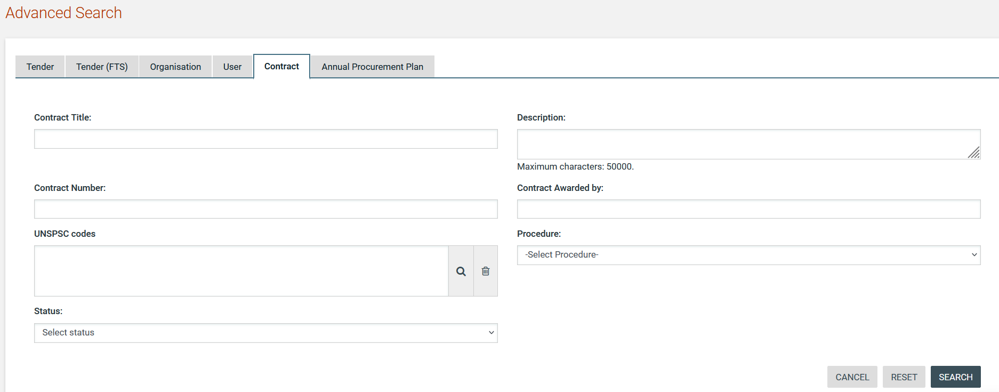 Advanced Search
Tender
Tender (FTS)
Organisation
User
Contract
Annual Procurement Plan
Contract Title:
Description:
Maximum characters: 50000.
Contract Number:
Contract Awarded by:
UNSPSC codes
Procedure:
-Select Procedure-
Status:
Select status
CANCEL
RESET
SEARCH